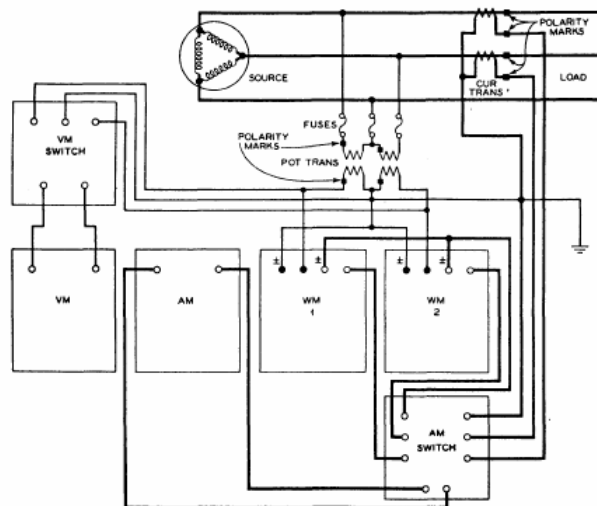 POLARITY
MARKS
SOURCE
CUR
TRANS
LOAD
FUSES
VM
SWITCH
POLARITY
MARKS
POT TRANS
± ± ± ±
VM
AM
WM
1
WM
2
AM
SWITCH